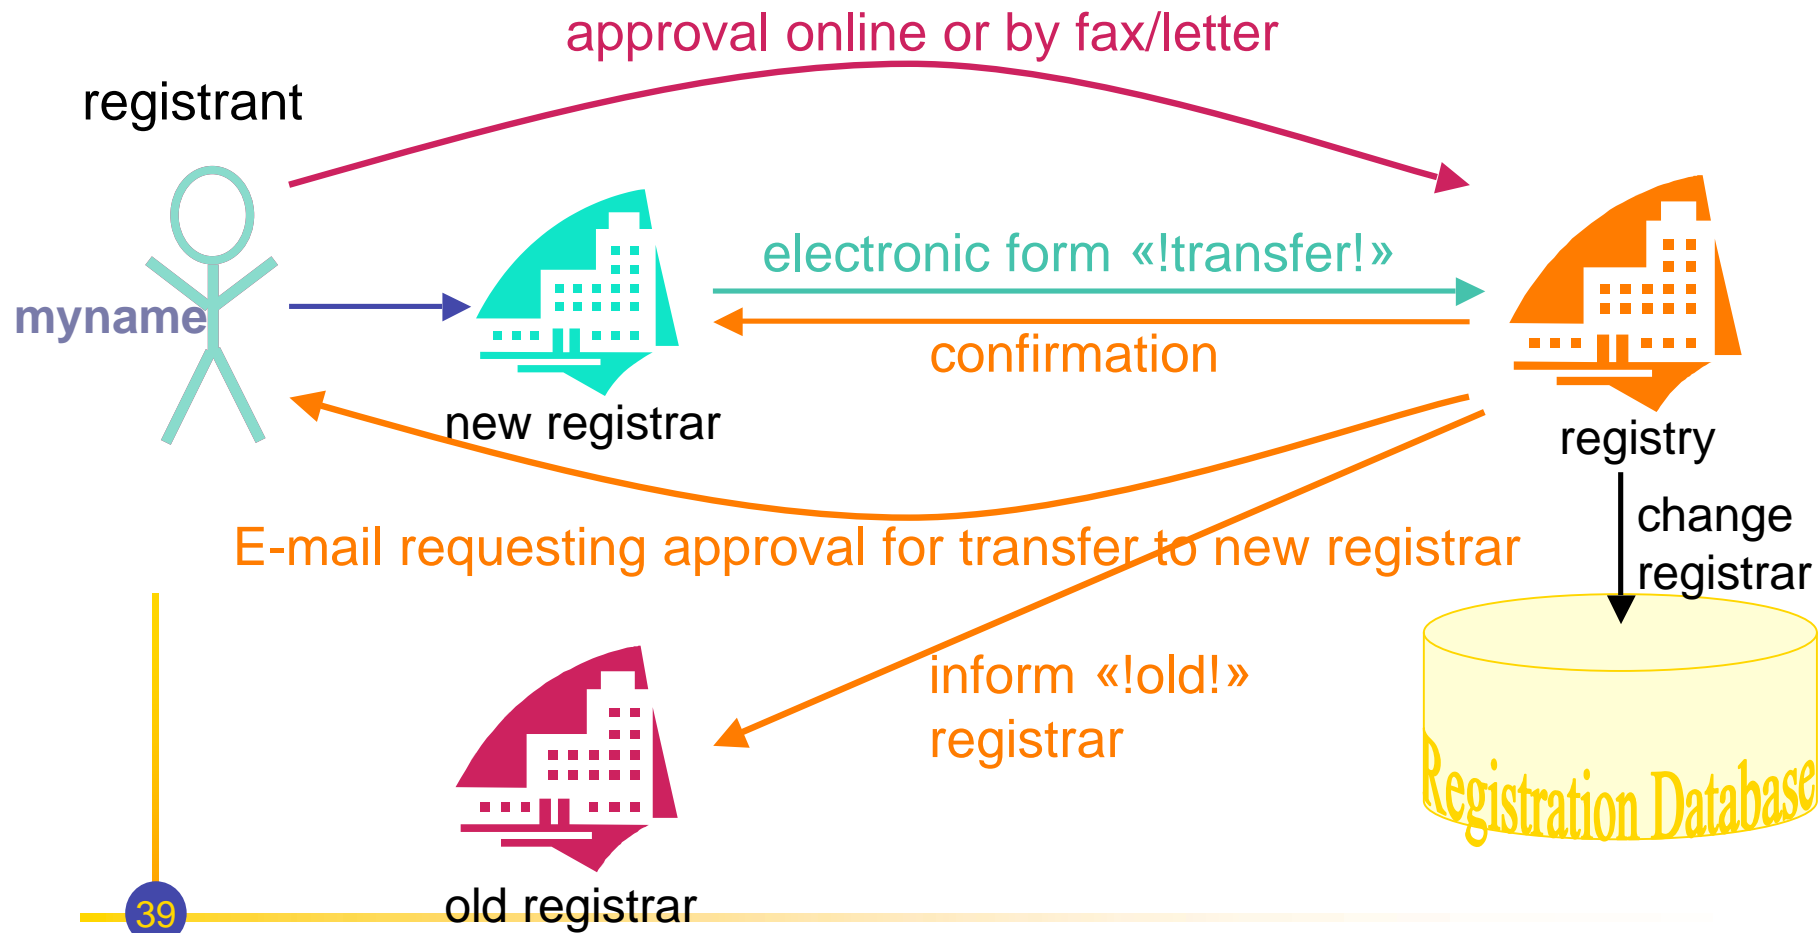 approval online or by fax/letter
registrant
electronic form «!transfer!»
myname
confirmation
new registrar
registry
change
registrar
E-mail requesting approval for transfer to new registrar
inform «!old!»
registrar
Registration Database
old registrar
39